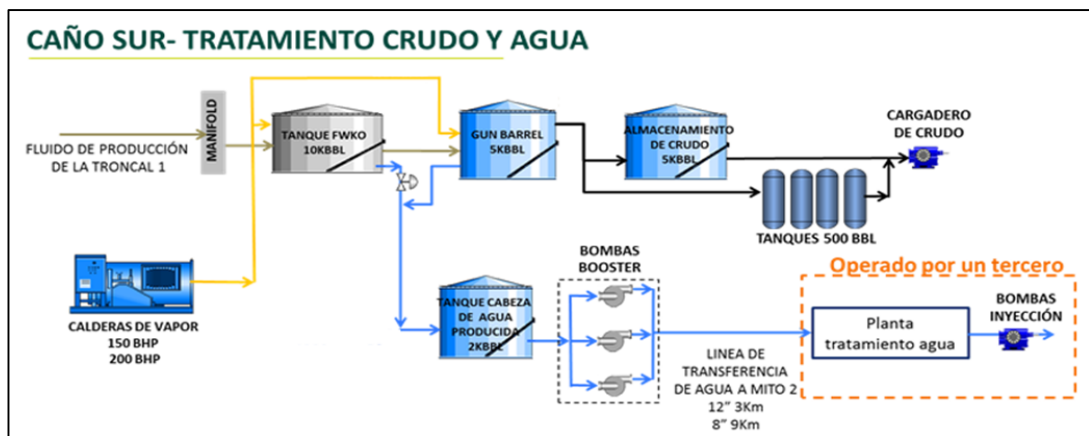 CAÑO SUR- TRATAMIENTO CRUDO Y AGUA
MANIFOLD
FLUIDO DE PRODUCCIÓN
DE LA TRONCAL 1
TANQUE FWKO
10KBBL
GUN BARREL
5KBBL
ALMACENAMIENTO
DE CRUDO
5KBBL
CARGADERO
DE CRUDO
TANQUES 500 BBL
CALDERAS DE VAPOR
150 BHP
200 BHP
TANQUE CABEZA
DE AGUA
PRODUCIDA
2KBBL
BOMBAS
BOOSTER
LINEA DE
TRANSFERENCIA
DE AGUA A MITO 2
12" 3Km
8" 9Km
Operado por un tercero
Planta
tratamiento agua
BOMBAS
INYECCIÓN